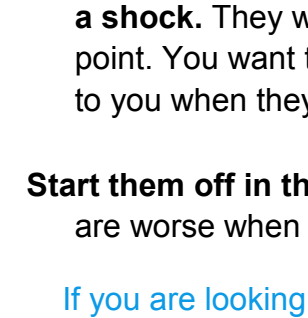 a shock. They
point. You want
to you when they
Start them off in
are worse when
If you are looking